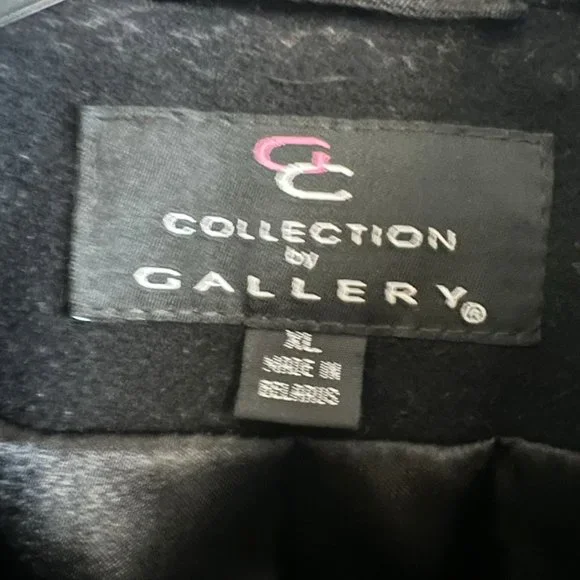 GC
COLLECTION
by
GALLERY®
XL
MADE IN
BELARUS